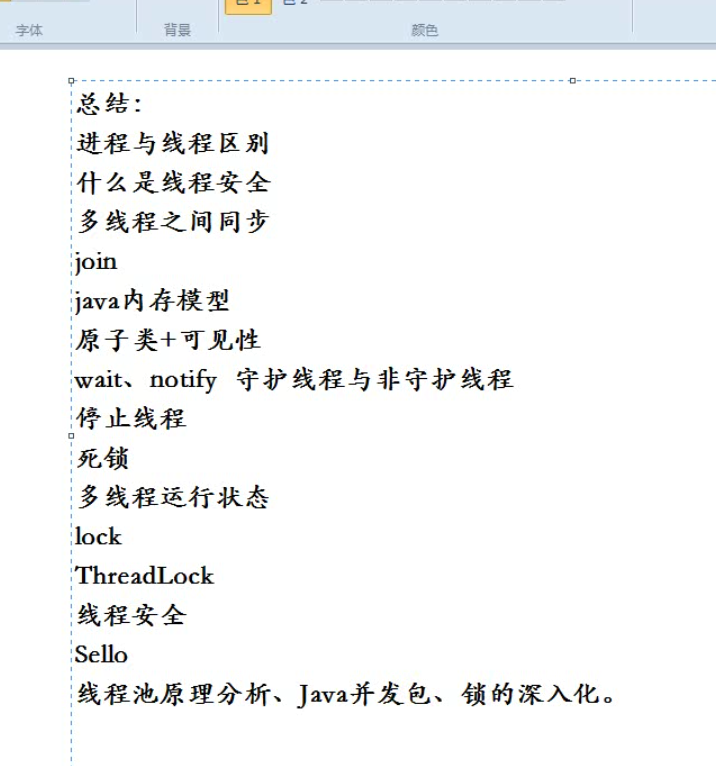 字体 背景 颜色
总结：
进程与线程区别
什么是线程安全
多线程之间同步
join
java内存模型
原子类+可见性
wait、notify 守护线程与非守护线程
停止线程
死锁
多线程运行状态
lock
ThreadLock
线程安全
Sello
线程池原理分析、Java并发包、锁的深入化。